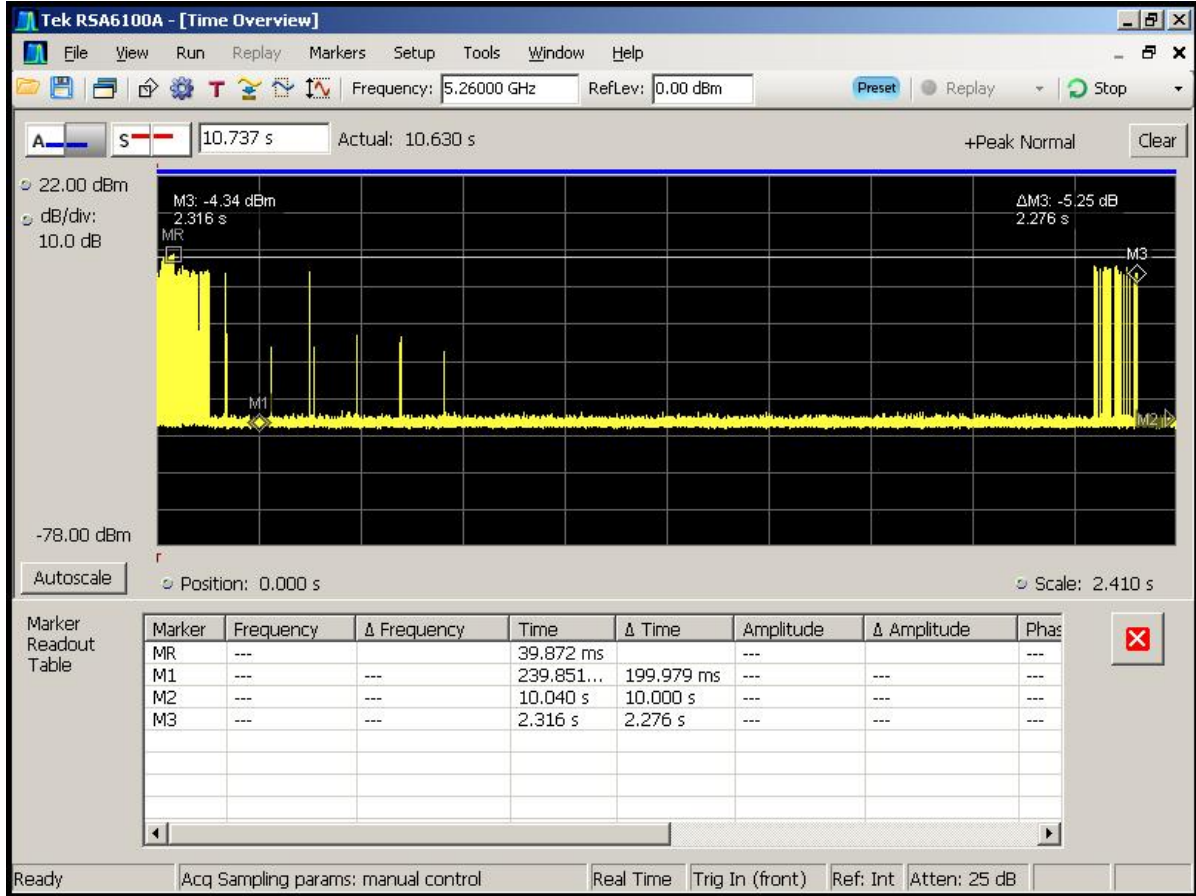 Tek RSA6100A - [Time Overview]
File View Run Replay Markers Setup Tools Window Help
Frequency: 5.26000 GHz RefLev: 0.00 dBm Preset Replay Stop
A S 10.737 s Actual: 10.630 s +Peak Normal Clear
22.00 dBm
dB/div:
10.0 dB
M3: -4.34 dBm
2.316 s
MR
ΔM3: -5.25 dB
2.276 s
M3
M1
M2
-78.00 dBm
Autoscale
Position: 0.000 s Scale: 2.410 s
Marker
Readout
Table
Marker Frequency Δ Frequency Time Δ Time Amplitude Δ Amplitude Phas
MR --- 39.872 ms --- ---
M1 --- --- 239.851... 199.979 ms --- --- ---
M2 --- --- 10.040 s 10.000 s --- --- ---
M3 --- --- 2.316 s 2.276 s --- --- ---
Ready Acq Sampling params: manual control Real Time Trig In (front) Ref: Int Atten: 25 dB